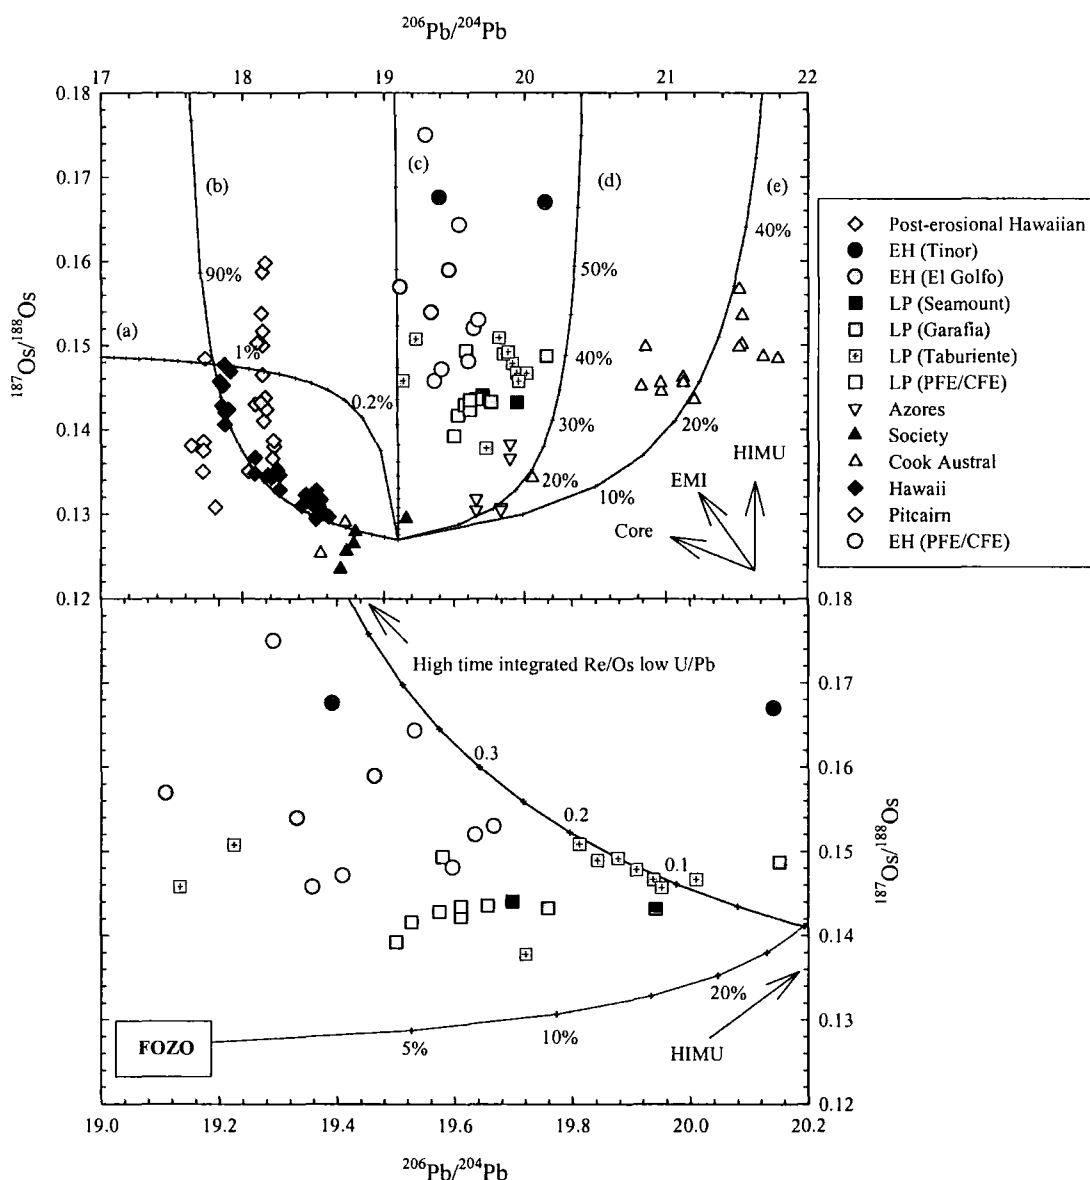 206Pb/204Pb
17 18 19 20 21 22
0.18
0.17
0.16
0.15
0.14
0.13
0.12
187Os/188Os
(a)
(b)
(c)
(d)
(e)
90%
1%
0.2%
50%
40%
30%
20%
40%
20%
10%
HIMU
EMI
Core
Post-erosional Hawaiian
EH (Tinor)
EH (El Golfo)
LP (Seamount)
LP (Garafia)
LP (Taburiente)
LP (PFE/CFE)
Azores
Society
Cook Austral
Hawaii
Pitcairn
EH (PFE/CFE)
High time integrated Re/Os low U/Pb
0.3
0.2
0.1
20%
10%
5%
HIMU
FOZO
0.18
0.17
0.16
0.15
0.14
0.13
0.12
187Os/188Os
19.0 19.2 19.4 19.6 19.8 20.0 20.2
206Pb/204Pb